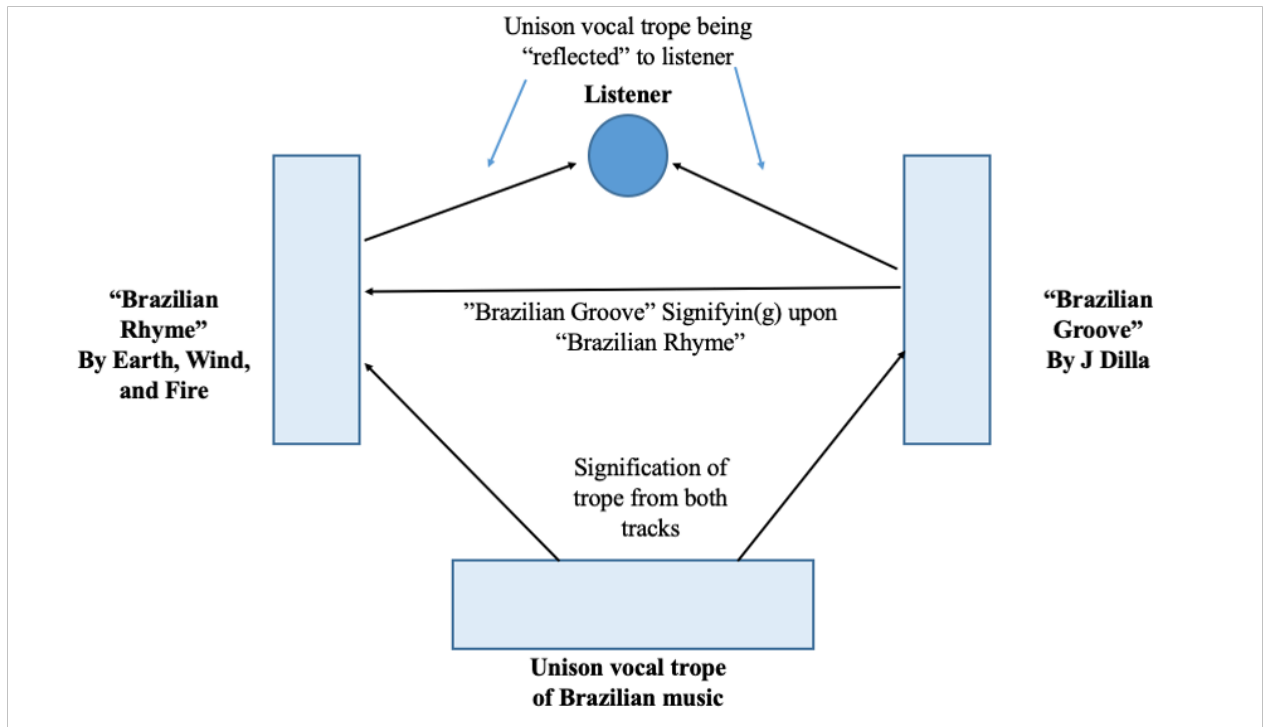 Unison vocal trope being
“reflected” to listener
Listener
“Brazilian
Rhyme”
By Earth, Wind,
and Fire
”Brazilian Groove” Signifyin(g) upon
“Brazilian Rhyme”
“Brazilian
Groove”
By J Dilla
Signification of
trope from both
tracks
Unison vocal trope
of Brazilian music